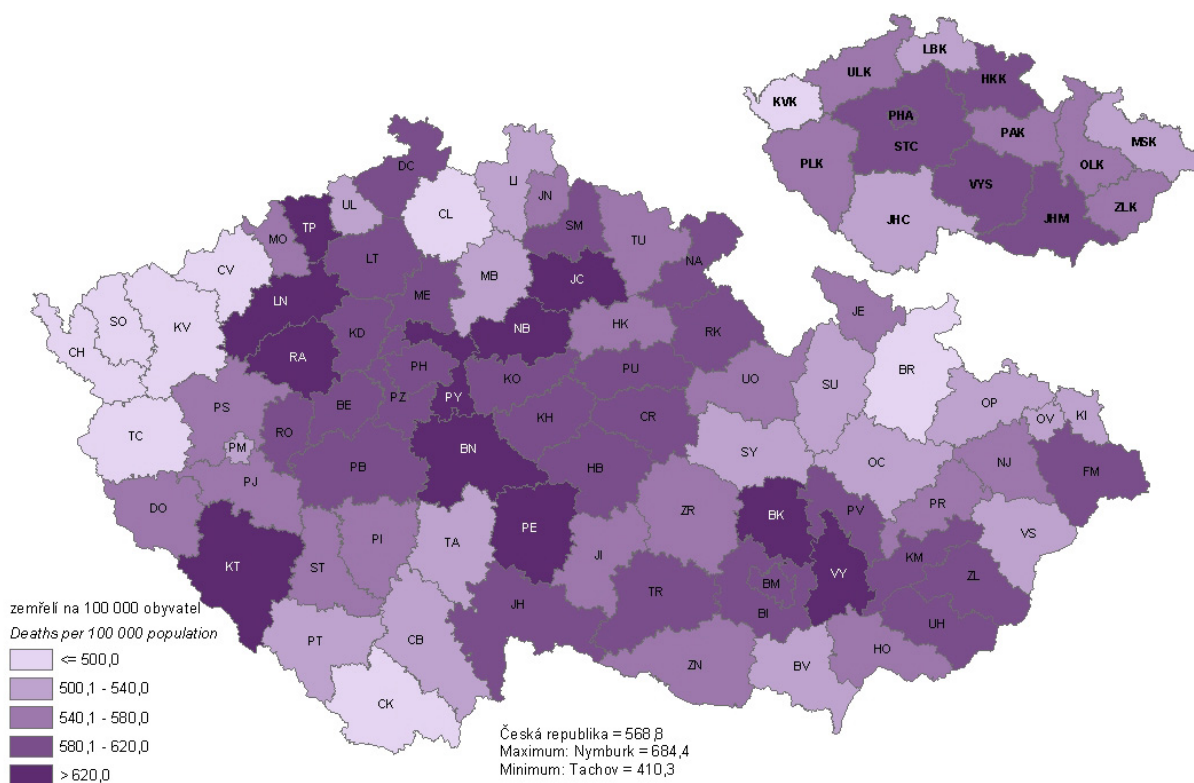 LBK
ULK
HKK
KVK
PHA
PAK
MSK
STC
PLK
OLK
VYS
ZLK
JHC
JHM
DC
LI
UL
CL
JN
TP
SM
MO
TU
LT
CV
NA
MB
JC
LN
ME
JE
SO
KV
HK
KD
NB
RK
CH
RA
PH
PU
BR
KO
UO
SU
OP
PY
PZ
BE
PS
CR
KH
OV
KI
RO
TC
PM
BN
SY
OC
NJ
PB
HB
FM
PJ
PR
DO
ZR
BK
PV
PE
VS
PI
TA
JI
KM
KT
ST
VY
ZL
BM
TR
JH
BI
UH
PT
CB
HO
ZN
BV
CK
zemřelí na 100 000 obyvatel
Deaths per 100 000 population
<= 500,0
500,1 - 540,0
540,1 - 580,0
580,1 - 620,0
> 620,0
Česká republika = 568,8
Maximum: Nymburk = 684,4
Minimum: Tachov = 410,3